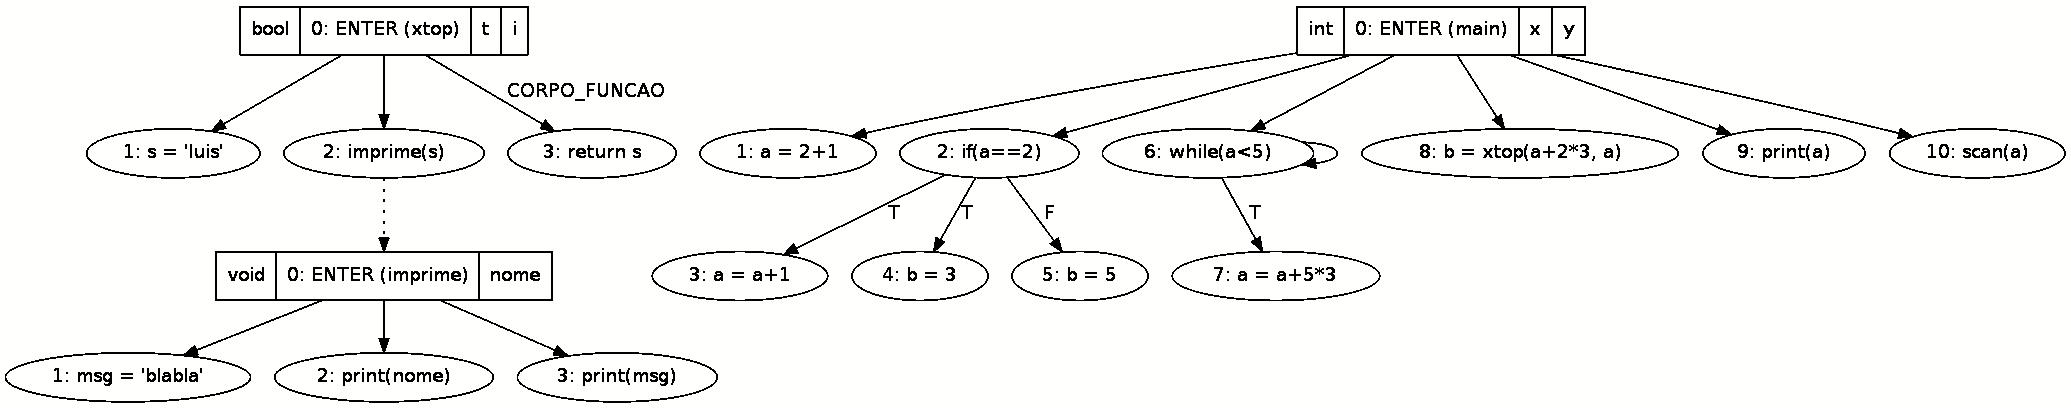 bool 0: ENTER (xtop) t i
int 0: ENTER (main) x y
CORPO_FUNCAO
1: s = 'luis'
2: imprime(s)
3: return s
1: a = 2+1
2: if(a==2)
6: while(a<5)
8: b = xtop(a+2*3, a)
9: print(a)
10: scan(a)
T
T
F
T
void 0: ENTER (imprime) nome
3: a = a+1
4: b = 3
5: b = 5
7: a = a+5*3
1: msg = 'blabla'
2: print(nome)
3: print(msg)